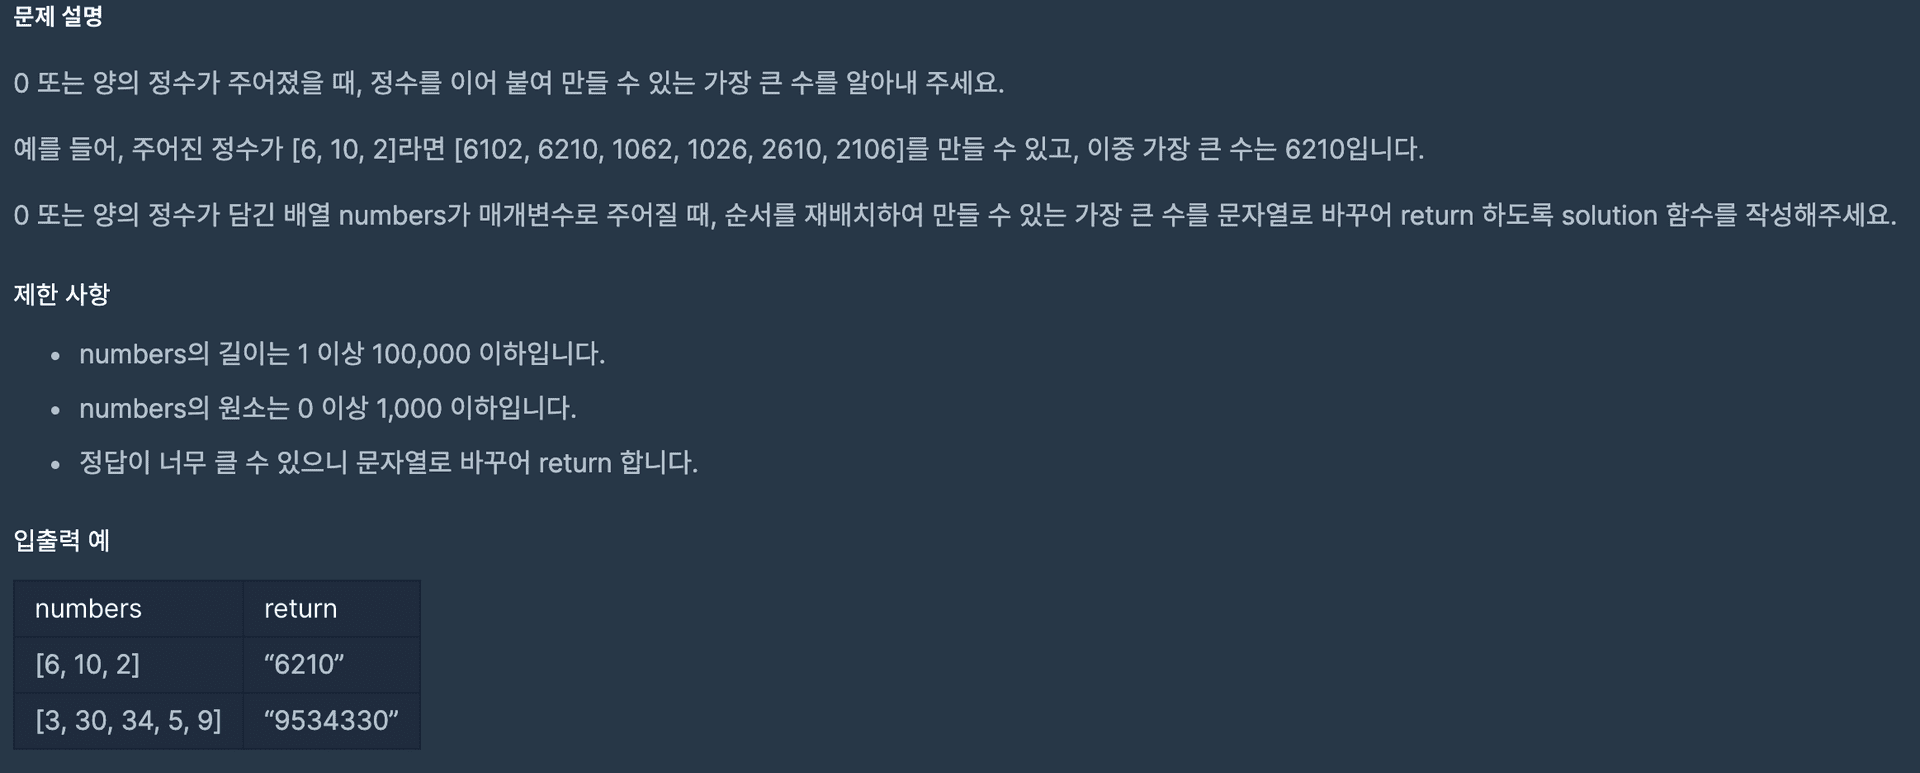 문제 설명
0 또는 양의 정수가 주어졌을 때, 정수를 이어 붙여 만들 수 있는 가장 큰 수를 알아내 주세요.
예를 들어, 주어진 정수가 [6, 10, 2]라면 [6102, 6210, 1062, 1026, 2610, 2106]를 만들 수 있고, 이중 가장 큰 수는 6210입니다.
0 또는 양의 정수가 담긴 배열 numbers가 매개변수로 주어질 때, 순서를 재배치하여 만들 수 있는 가장 큰 수를 문자열로 바꾸어 return 하도록 solution 함수를 작성해주세요.
제한 사항
• numbers의 길이는 1 이상 100,000 이하입니다.
• numbers의 원소는 0 이상 1,000 이하입니다.
• 정답이 너무 클 수 있으니 문자열로 바꾸어 return 합니다.
입출력 예
numbers return
[6, 10, 2] “6210”
[3, 30, 34, 5, 9] “9534330”